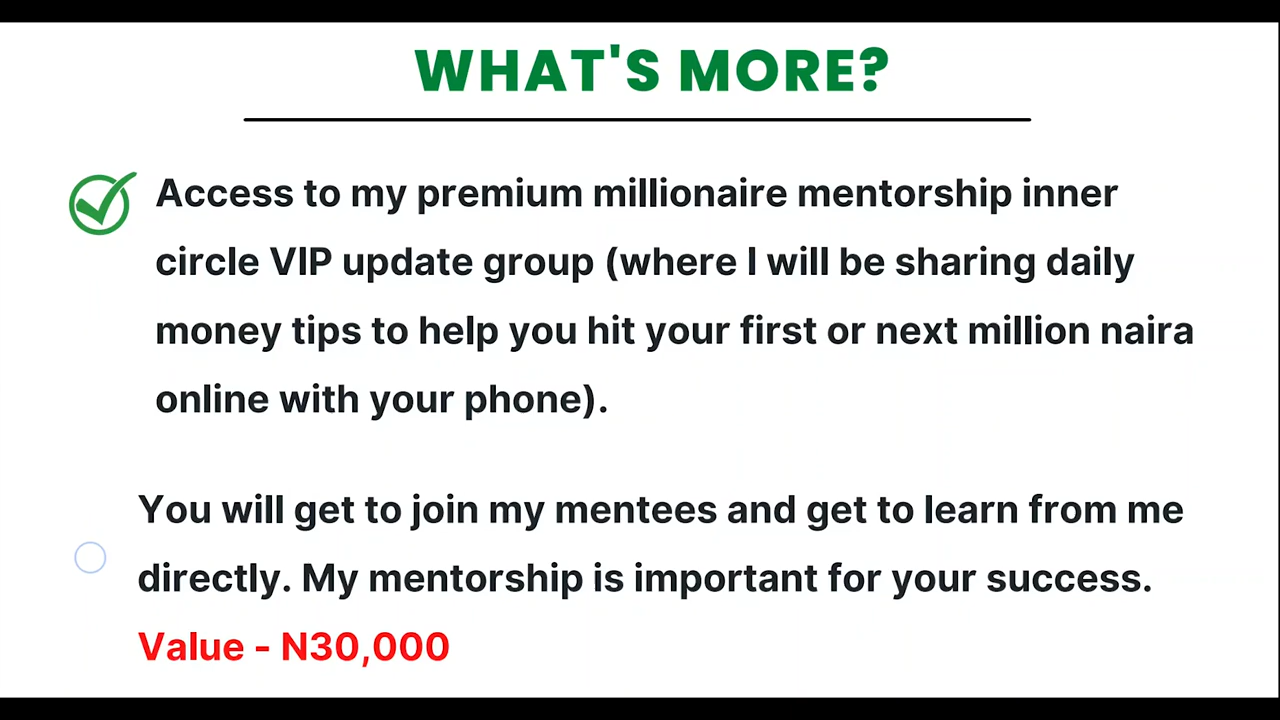 WHAT'S MORE?
Access to my premium millionaire mentorship inner
circle VIP update group (where I will be sharing daily
money tips to help you hit your first or next million naira
online with your phone).
You will get to join my mentees and get to learn from me
directly. My mentorship is important for your success.
Value - N30,000